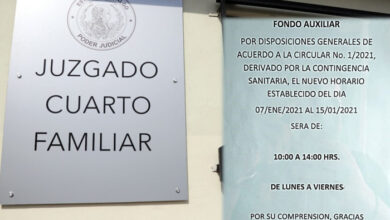 PODER JUDICIAL
JUZGADO
CUARTO
FAMILIAR
FONDO AUXILIAR
POR DISPOSICIONES GENERALES DE
ACUERDO A LA CIRCULAR No. 1/2021,
DERIVADO POR LA CONTINGENCIA
SANITARIA, EL NUEVO HORARIO
ESTABLECIDO DEL DIA
07/ENE/2021 AL 15/01/2021
SERA DE:
10:00 A 14:00 HRS.
DE LUNES A VIERNES
POR SU COMPRENSION, GRACIAS